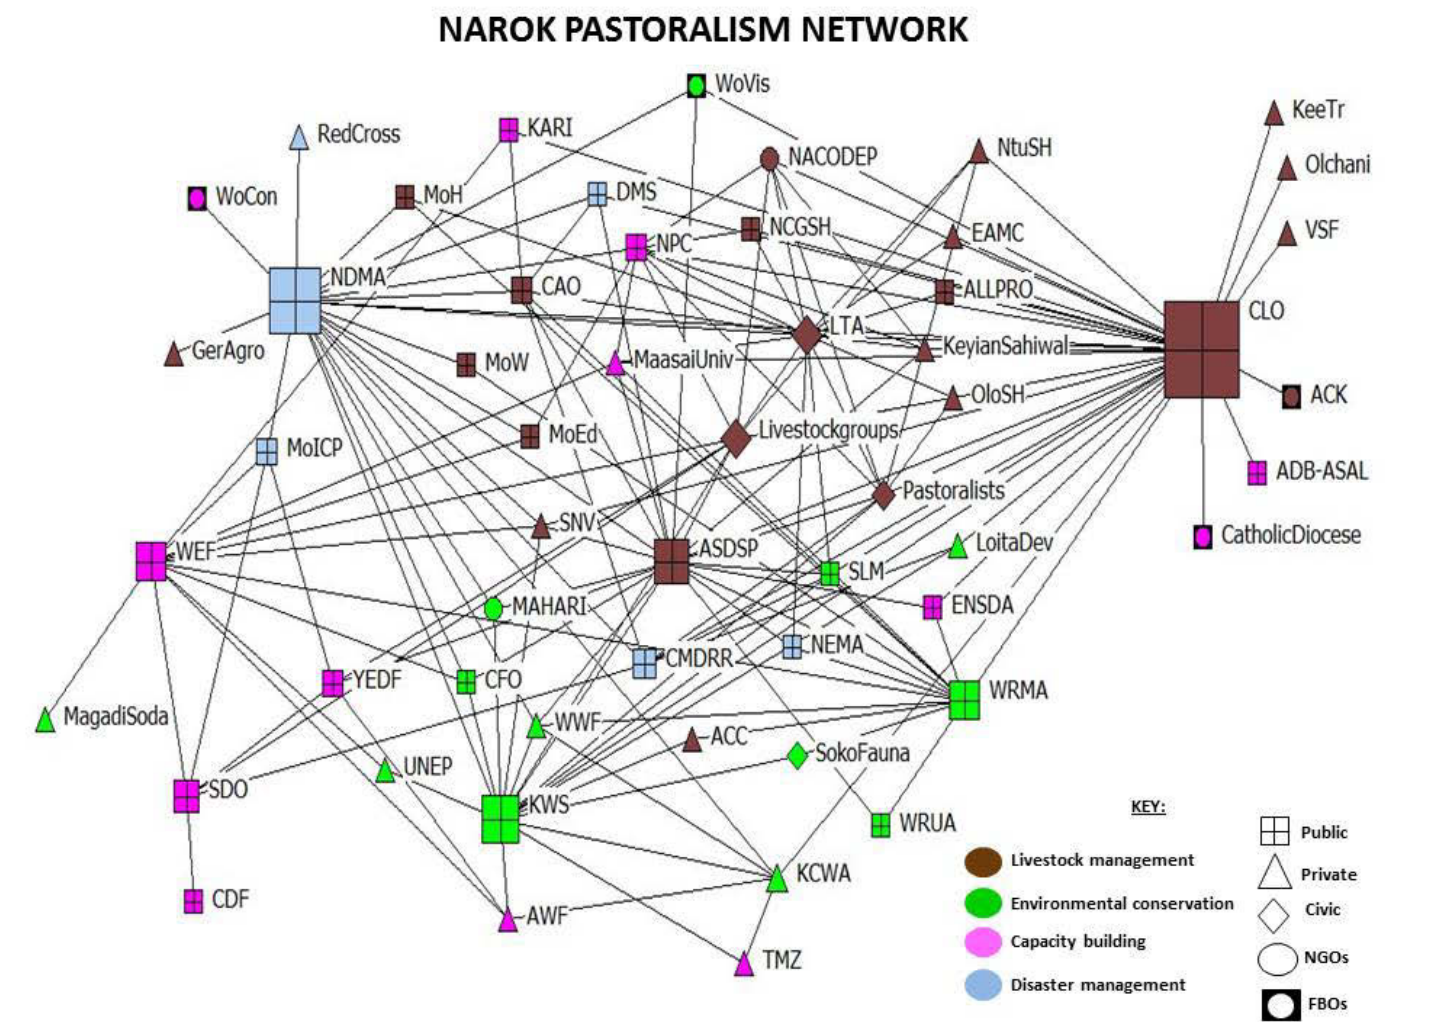 NAROK PASTORALISM NETWORK
WoVis
KeeTr
RedCross
KARI
NACODEP
NtuSH
Olchani
WoCon
MoH
DMS
NCGSH
EAMC
VSF
NPC
NDMA
CAO
ALLPRO
CLO
LTA
GerAgro
MoW
MaasaiUniv
KeyianSahiwal
OloSH
ACK
MoICP
MoEd
Livestockgroups
ADB-ASAL
Pastoralists
SNV
CatholicDiocese
WEF
ASDSP
LoitaDev
SLM
MAHARI
ENSDA
NEMA
CMDRR
YEDF
CFO
WRMA
MagadiSoda
WWF
ACC
SokoFauna
UNEP
SDO
KWS
WRUA
KCWA
CDF
AWF
TMZ
KEY:
Livestock management
Environmental conservation
Capacity building
Disaster management
Public
Private
Civic
NGOs
FBOs